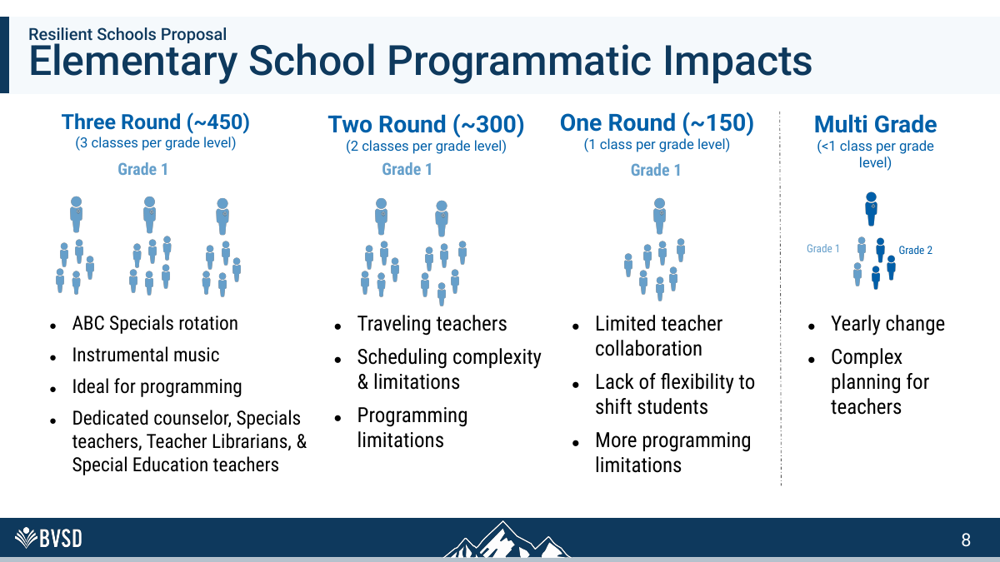 Resilient Schools Proposal
Elementary School Programmatic Impacts
Three Round (~450)
(3 classes per grade level)
Grade 1
• ABC Specials rotation
• Instrumental music
• Ideal for programming
• Dedicated counselor, Specials
teachers, Teacher Librarians, &
Special Education teachers
Two Round (~300)
(2 classes per grade level)
Grade 1
• Traveling teachers
• Scheduling complexity
& limitations
• Programming
limitations
One Round (~150)
(1 class per grade level)
Grade 1
• Limited teacher
collaboration
• Lack of flexibility to
shift students
• More programming
limitations
Multi Grade
(<1 class per grade
level)
Grade 1
Grade 2
• Yearly change
• Complex
planning for
teachers
BVSD
8